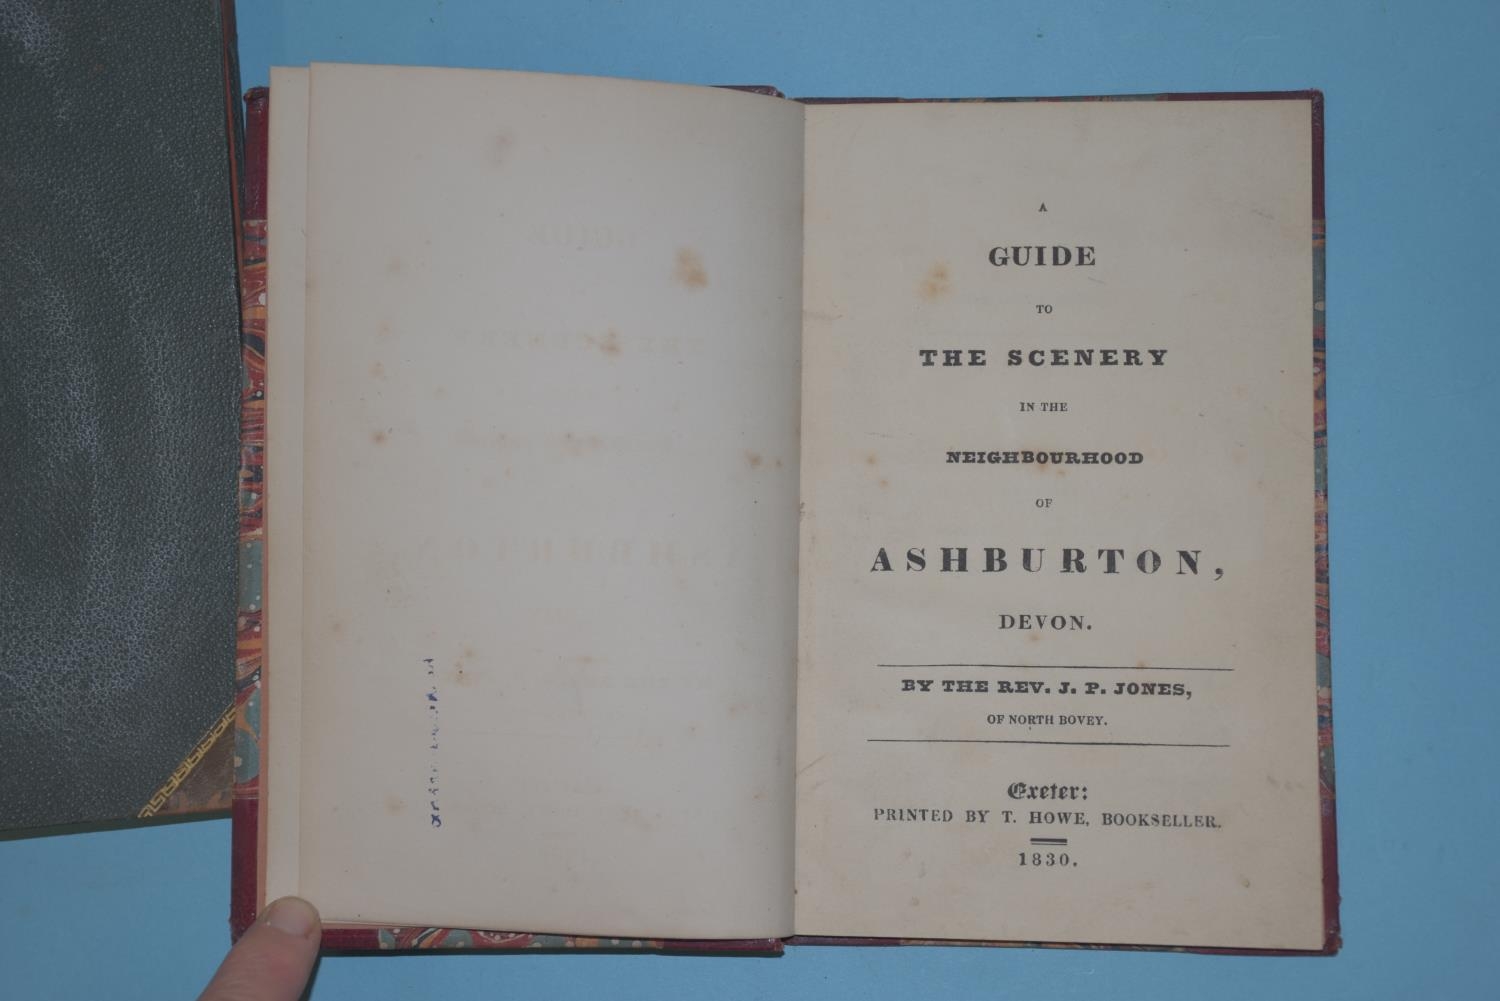 A
GUIDE
TO
THE SCENERY
IN THE
NEIGHBOURHOOD
OF
ASHBURTON,
DEVON.
BY THE REV. J. P. JONES,
OF NORTH BOVEY.
Exeter:
PRINTED BY T. HOWE, BOOKSELLER.
1830.